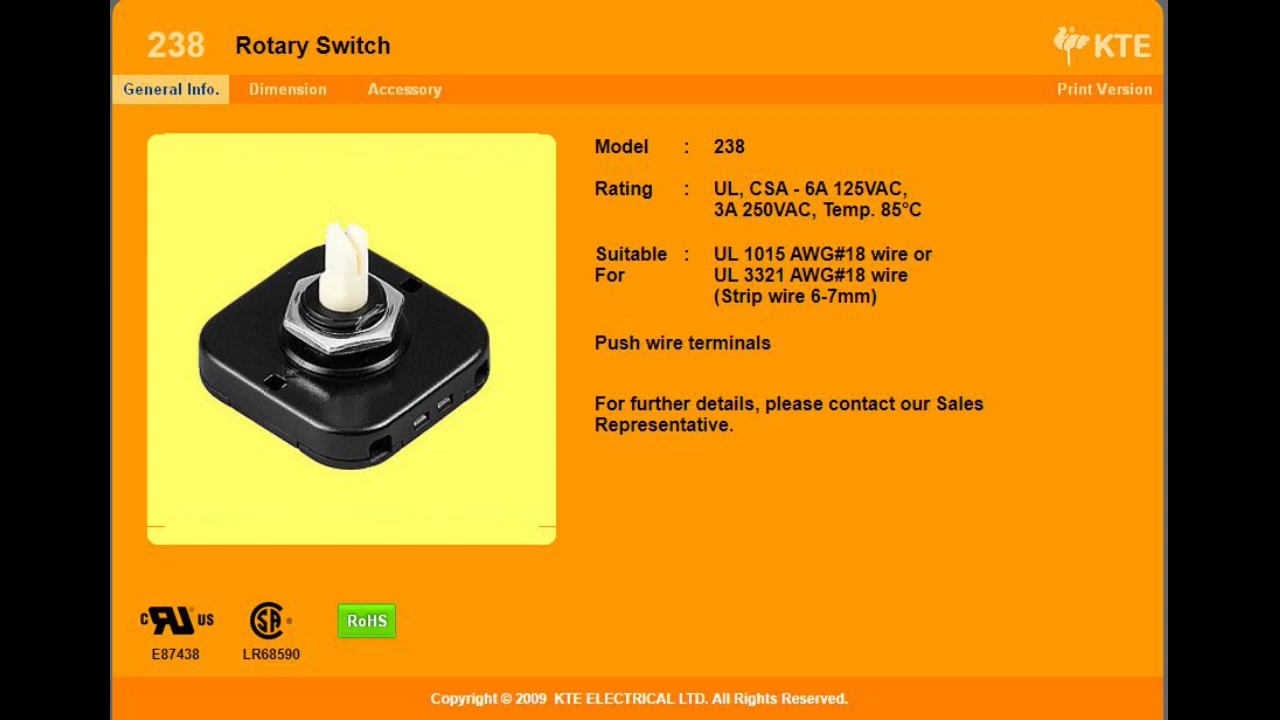 238 Rotary Switch
KTE
General Info. Dimension Accessory Print Version
Model : 238
Rating : UL, CSA - 6A 125VAC,
3A 250VAC, Temp. 85°C
Suitable : UL 1015 AWG#18 wire or
For UL 3321 AWG#18 wire
(Strip wire 6-7mm)
Push wire terminals
For further details, please contact our Sales
Representative.
C RU US
SA ®
RoHS
E87438 LR68590
Copyright © 2009 KTE ELECTRICAL LTD. All Rights Reserved.